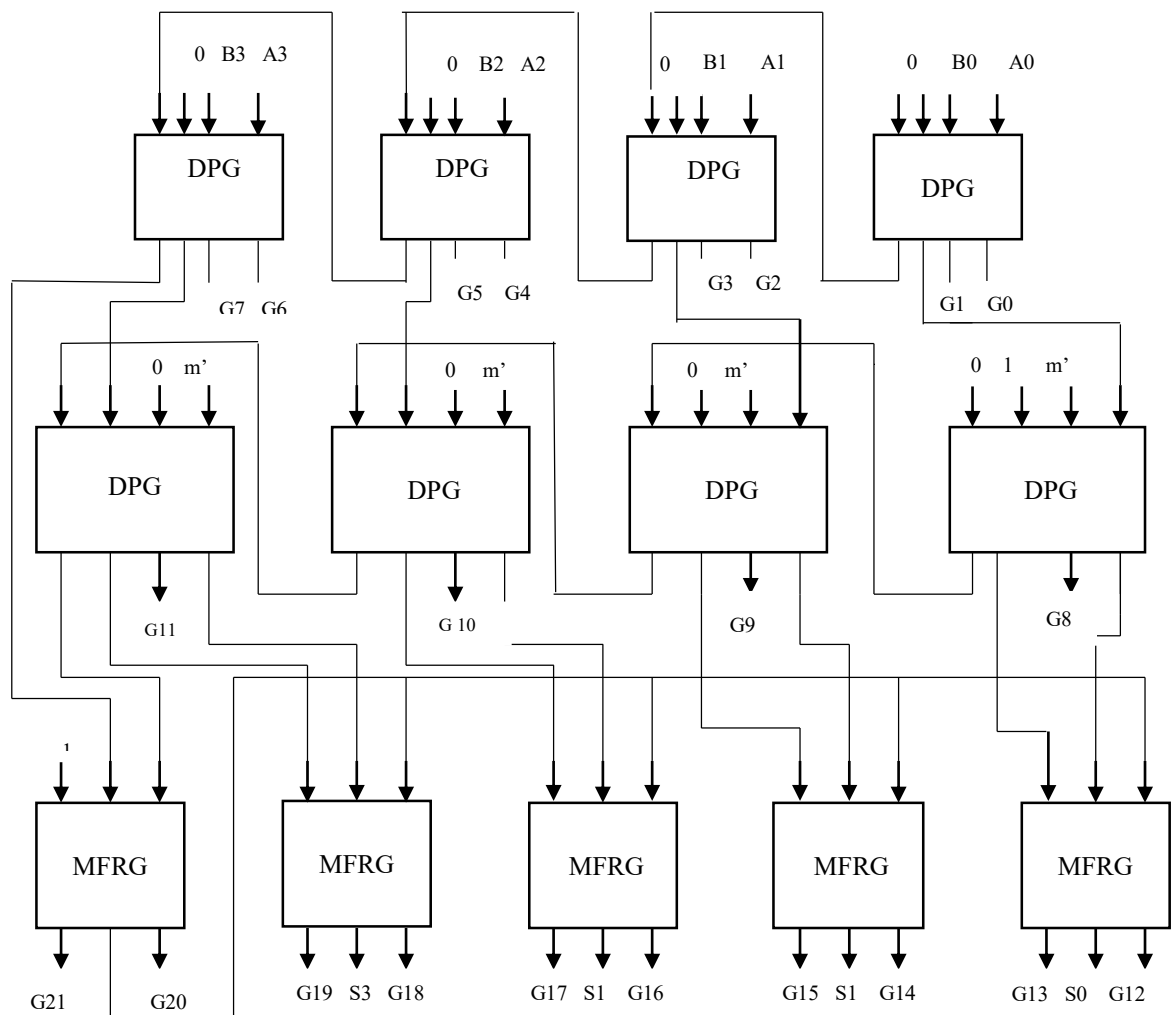 0 B3 A3
0 B2 A2
0 B1 A1
0 B0 A0
DPG
DPG
DPG
DPG
G7 G6
G5 G4
G3 G2
G1 G0
0 m’
0 m’
0 m’
0 1 m’
DPG
DPG
DPG
DPG
G11
G 10
G9
G8
1
MFRG
MFRG
MFRG
MFRG
MFRG
G21 G20
G19 S3 G18
G17 S1 G16
G15 S1 G14
G13 S0 G12